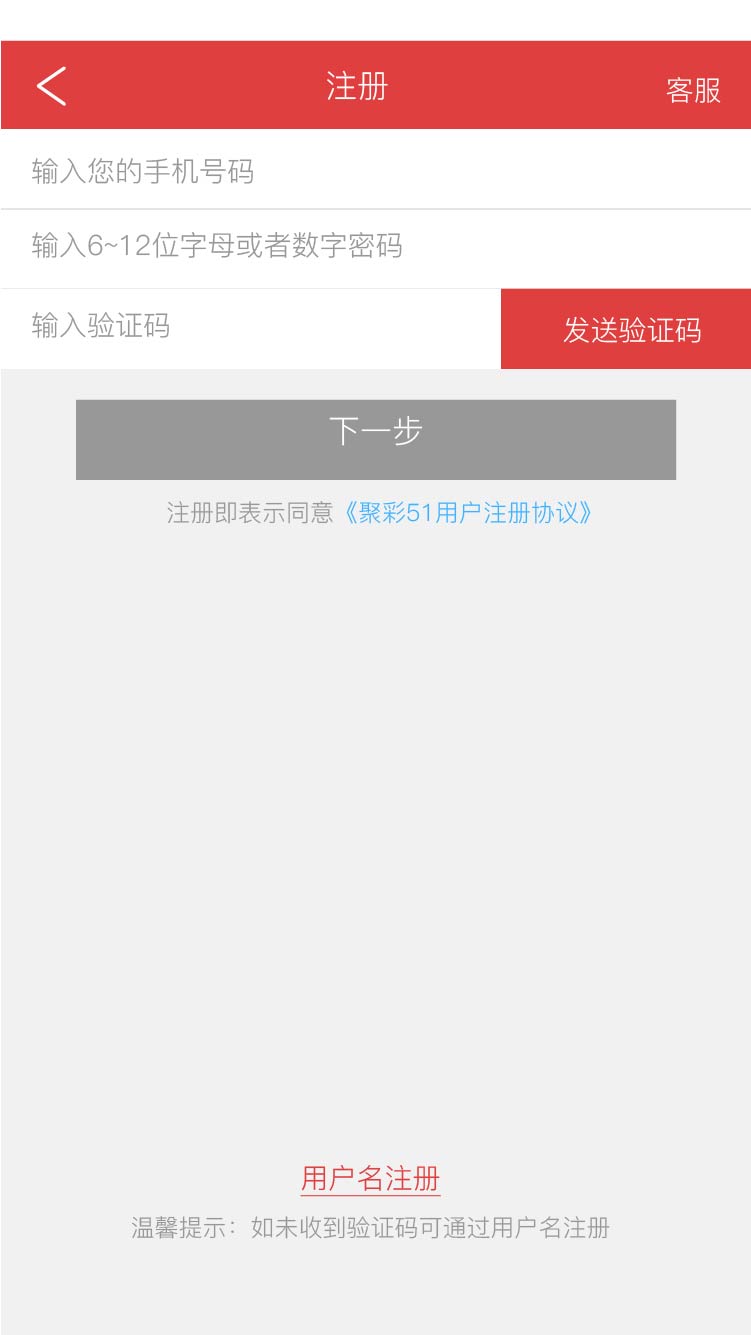 注册
客服
输入您的手机号码
输入6~12位字母或者数字密码
输入验证码
发送验证码
下一步
注册即表示同意《聚彩51用户注册协议》
用户名注册
温馨提示：如未收到验证码可通过用户名注册